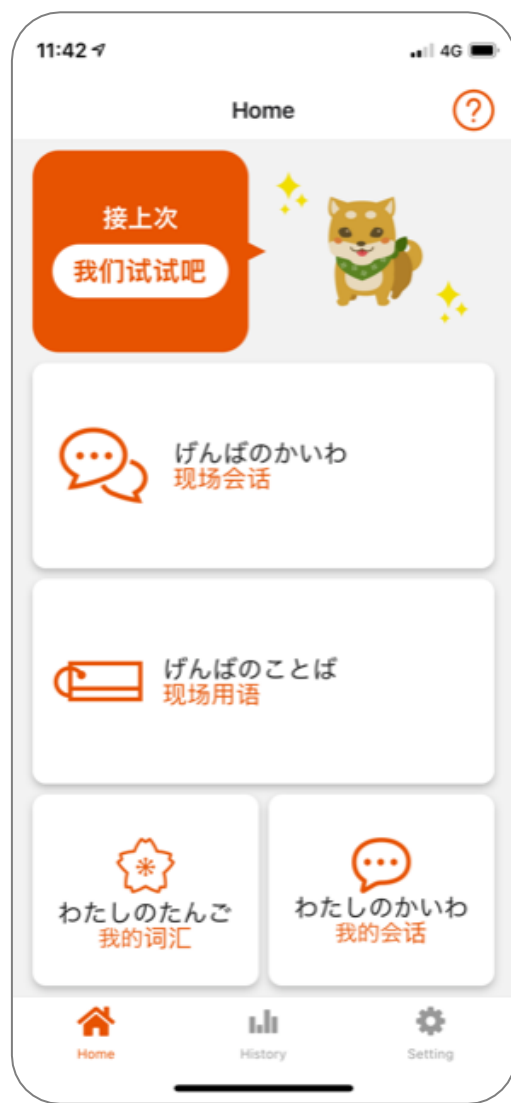 11:42
4G
Home
?
接上次
我们试试吧
げんばのかいわ
现场会话
げんばのことば
现场用语
わたしのたんご
我的词汇
わたしのかいわ
我的会话
Home
History
Setting